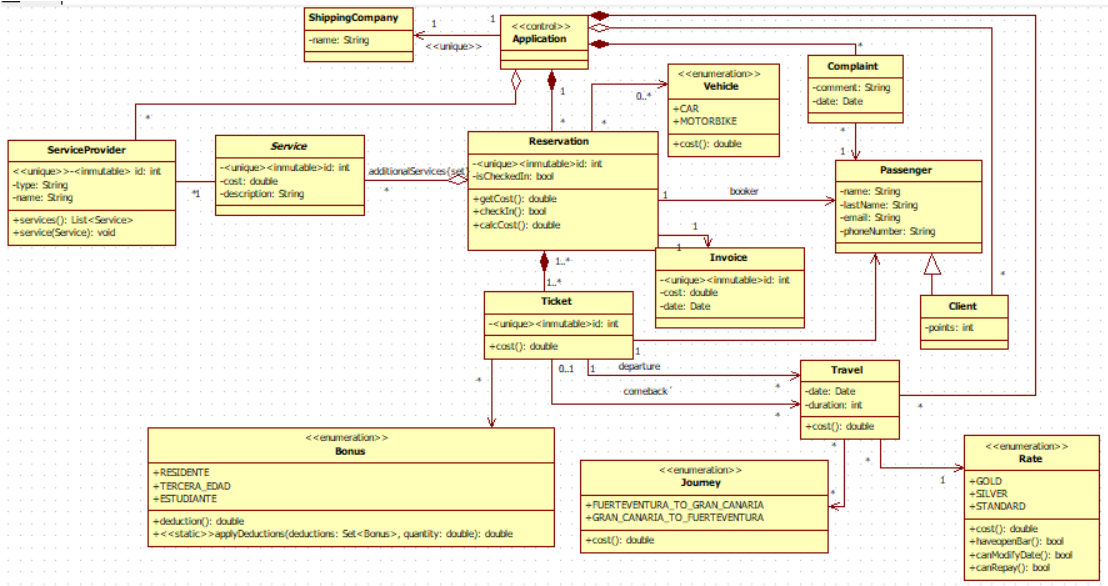 ShippingCompany
-name: String
1
<<unique>>
1
<<control>>
Application
*
Complaint
-comment: String
-date: Date
<<enumeration>>
Vehicle
+CAR
+MOTORBIKE
+cost(): double
0..*
*
1
*
*
ServiceProvider
<<unique>>-<inmutable> id: int
-type: String
-name: String
+services(): List<Service>
+service(Service): void
*1
Service
-<unique><inmutable>id: int
-cost: double
-description: String
additionalServices{set}
*
Reservation
-<unique><inmutable>id: int
-isCheckedIn: bool
+getCost(): double
+checkIn(): bool
+calcCost(): double
*
1
Passenger
-name: String
-lastName: String
-email: String
-phoneNumber: String
1
booker
1
1
Invoice
-<unique><inmutable>id: int
-cost: double
-date: Date
*
Client
-points: int
1..*
1..*
Ticket
-<unique><inmutable>id: int
+cost(): double
1
0..1
1
departure
*
comeback'
*
*
Travel
-date: Date
-duration: int
+cost(): double
*
<<enumeration>>
Bonus
+RESIDENTE
+TERCERA_EDAD
+ESTUDIANTE
+deduction(): double
+<<static>>applyDeductions(deductions: Set<Bonus>, quantity: double): double
*
*
<<enumeration>>
Journey
+FUERTEVENTURA_TO_GRAN_CANARIA
+GRAN_CANARIA_TO_FUERTEVENTURA
+cost(): double
*
1
<<enumeration>>
Rate
+GOLD
+SILVER
+STANDARD
+cost(): double
+haveopenBar(): bool
+canModifyDate(): bool
+canRepay(): bool